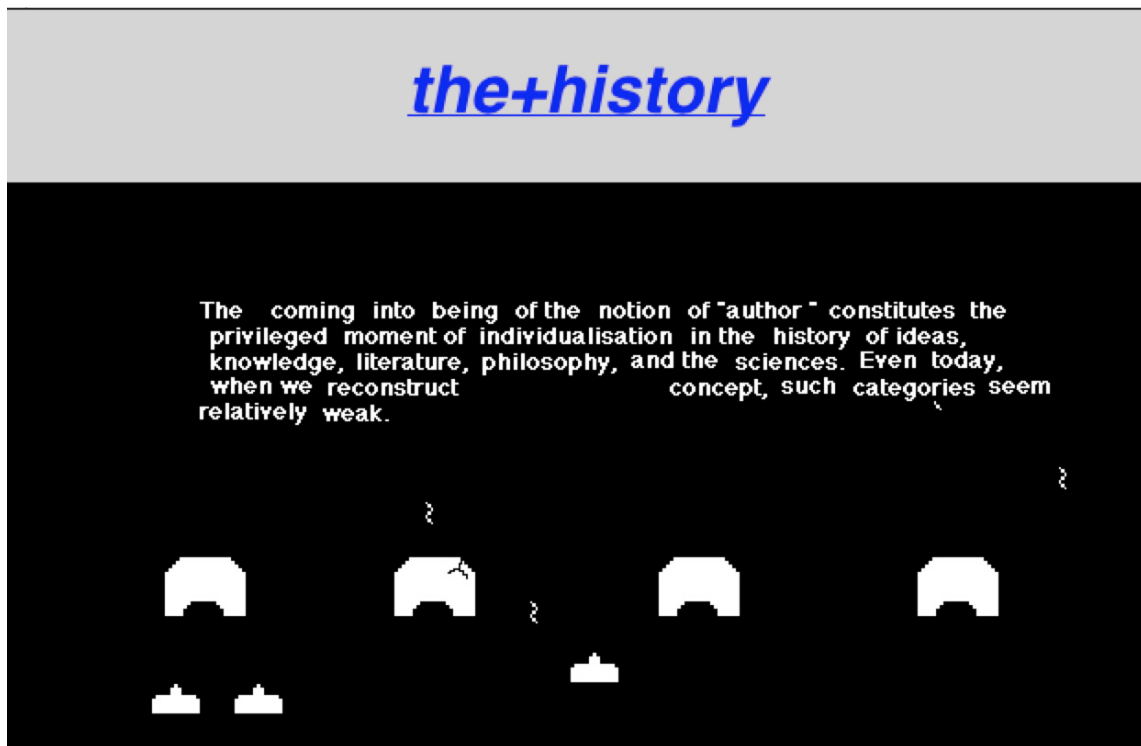 the+history
The coming into being of the notion of "author" constitutes the
privileged moment of individualisation in the history of ideas,
knowledge, literature, philosophy, and the sciences. Even today,
when we reconstruct concept, such categories seem
relatively weak.